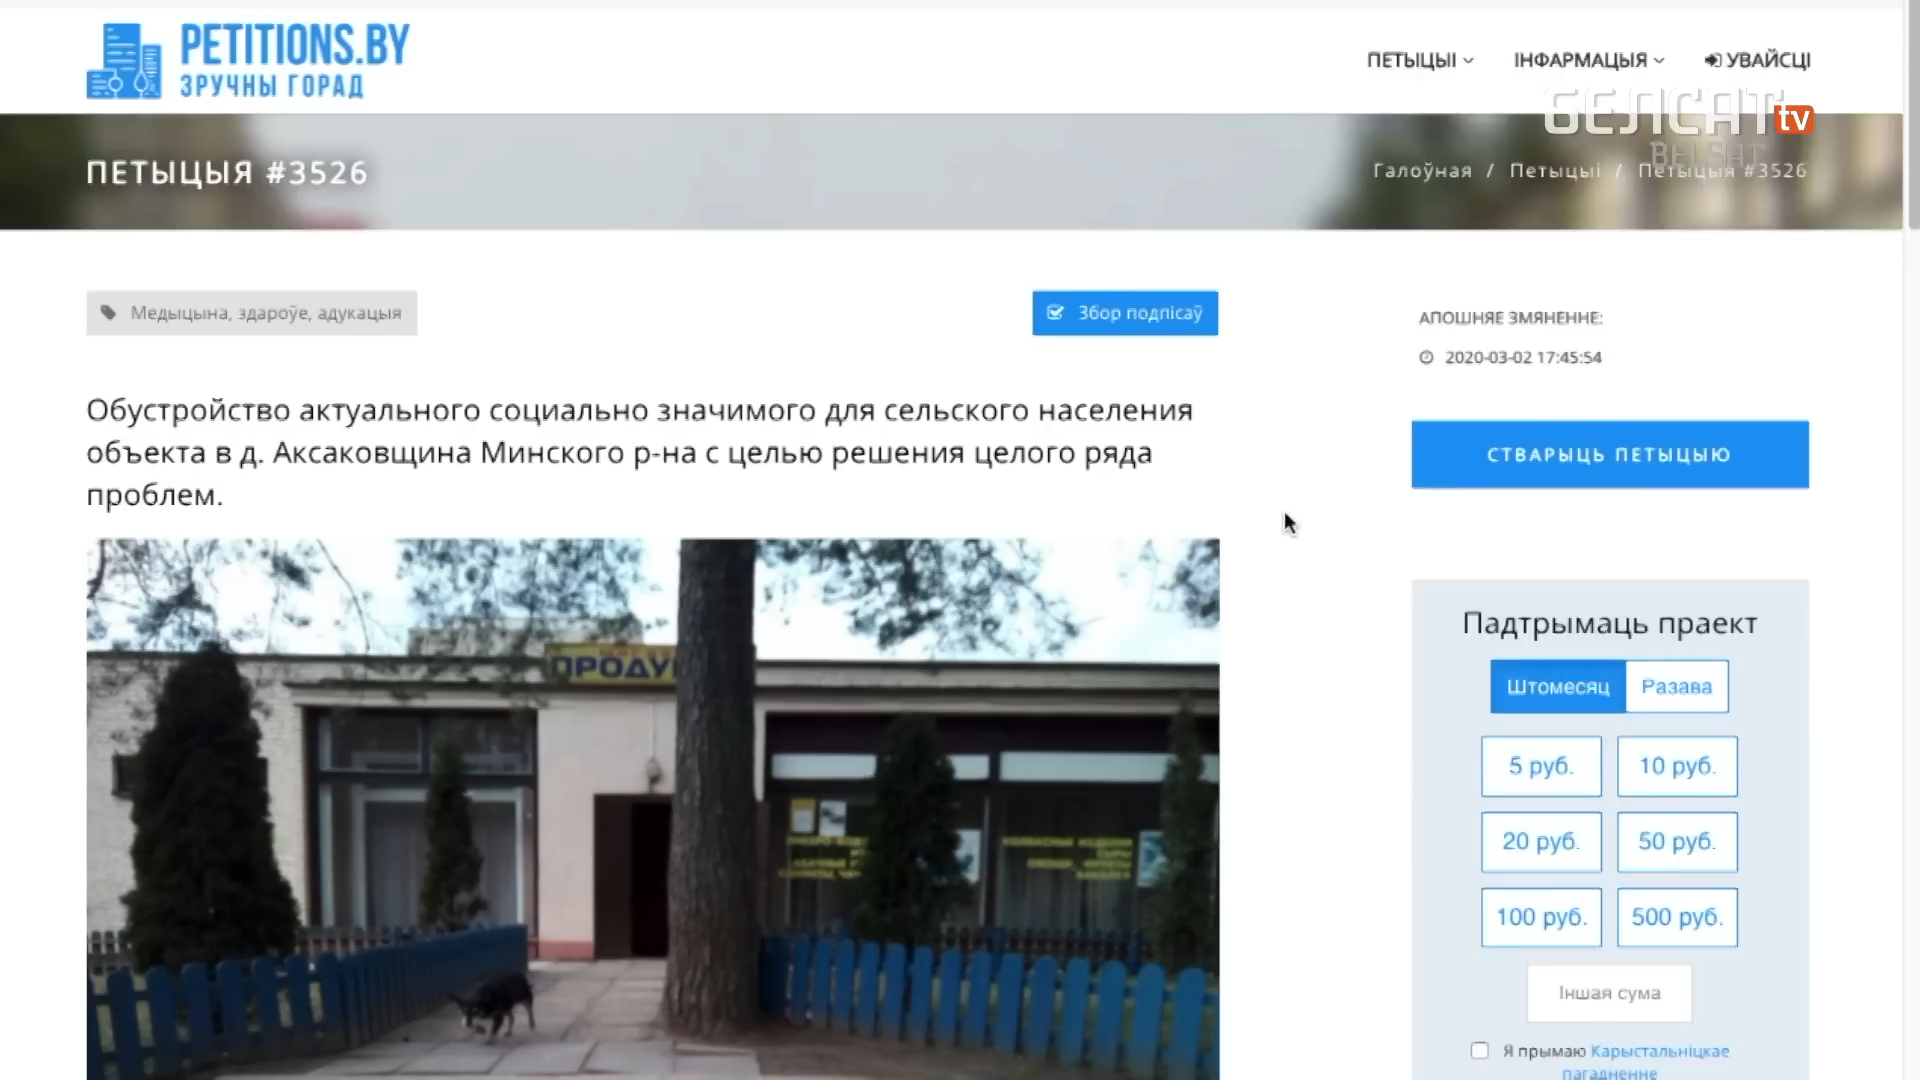 PETITIONS.BY
ЗРУЧНЫ ГОРАД
ПЕТЫЦЫІ
ІНФАРМАЦЫЯ
УВАЙСЦІ
БЕЛСАТ tv
BELSAT
ПЕТЫЦЫЯ #3526
Галоўная / Петыцыі / Петыцыя #3526
Медыцына, здароўе, адукацыя
Збор подпісаў
АПОШНЯЕ ЗМЯНЕННЕ:
2020-03-02 17:45:54
Обустройство актуального социально значимого для сельского населения
объекта в д. Аксаковщина Минского р-на с целью решения целого ряда
проблем.
СТВАРЫЦЬ ПЕТЫЦЫЮ
ПРОДУ
Падтрымаць праект
Штомесяц
Разава
5 руб.
10 руб.
20 руб.
50 руб.
100 руб.
500 руб.
Іншая сума
Я прымаю Карыстальніцкае
пагадненне